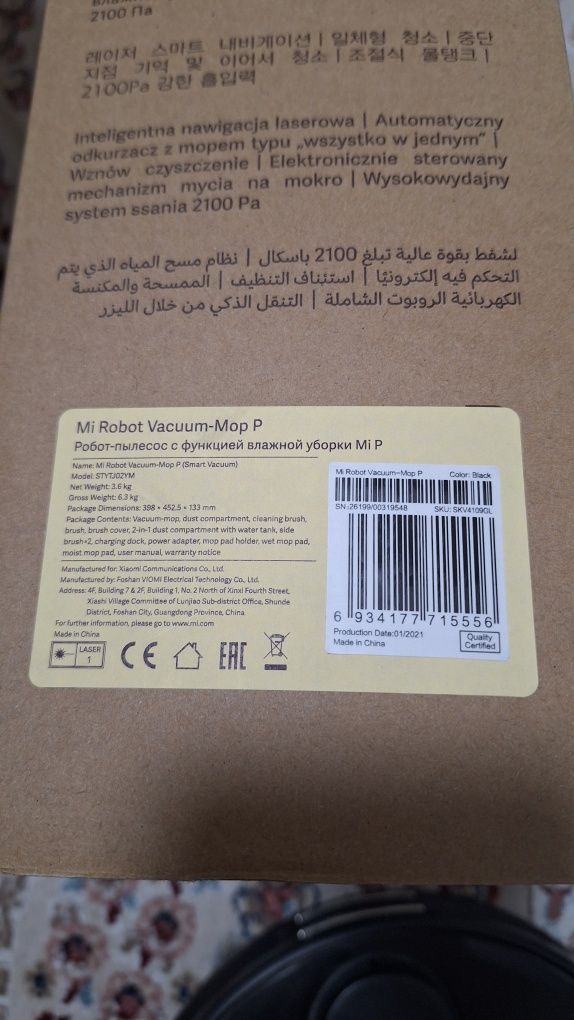 2100 Па
레이저 스마트 내비게이션 | 일체형 청소 | 중단
지점 기억 및 이어서 청소 | 조절식 물탱크 |
2100Pa 강한 흡입력
Inteligentna nawigacja laserowa | Automatyczny
odkurzacz z mopem typu „wszystko w jednym” |
Wznów czyszczenie | Elektronicznie sterowany
mechanizm mycia na mokro | Wysokowydajny
system ssania 2100 Pa
لشفط بقوة عالية تبلغ 2100 باسكال | نظام مسح المياه الذي يتم
التحكم فيه إلكترونيًا | استئناف التنظيف | الممسحة والمكنسة
الكهربائية الروبوت الشاملة | التنقل الذكي من خلال الليزر
Mi Robot Vacuum-Mop P
Робот-пылесос с функцией влажной уборки Mi P
Name: Mi Robot Vacuum-Mop P (Smart Vacuum)
Model: STYTJ02YM
Net Weight: 3.6 kg
Gross Weight: 6.3 kg
Package Dimensions: 398 × 452.5 × 133 mm
Package Contents: Vacuum-mop, dust compartment, cleaning brush,
brush, brush cover, 2-in-1 dust compartment with water tank, side
brush×2, charging dock, power adapter, mop pad holder, wet mop pad,
moist mop pad, user manual, warranty notice
Manufactured for: Xiaomi Communications Co., Ltd.
Manufactured by: Foshan VIOMI Electrical Technology Co., Ltd.
Address: 4F, Building 7 & 2F, Building 1, No. 2 North of Xinxi Fourth Street,
Xiashi Village Committee of Lunjiao Sub-district Office, Shunde
District, Foshan City, Guangdong Province, China.
For further information, please go to www.mi.com
Made in China
LASER
1
CE
EAC
Mi Robot Vacuum-Mop P Color: Black
SN:26199/00319548 SKU: SKV4109GL
6 934177 715556
Production Date:01/2021
Made in China
Quality
Certified